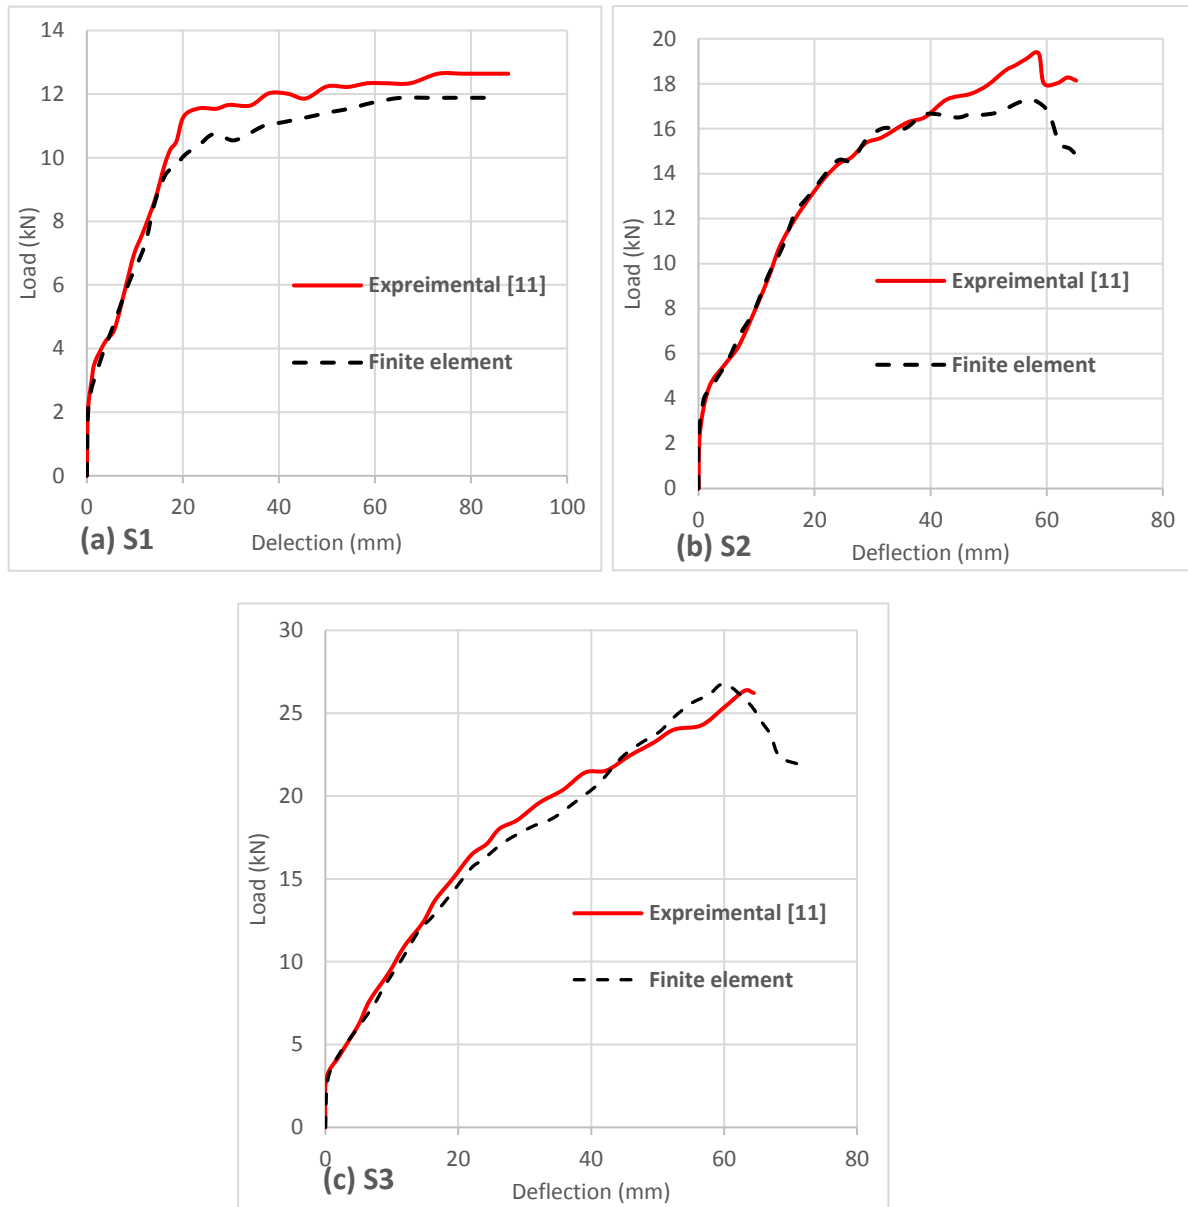 14
12
10
8
6
4
2
0
Load (kN)
Expreimental [11]
Finite element
0 20 40 60 80 100
(a) S1
Delection (mm)
20
18
16
14
12
10
8
6
4
2
0
Load (kN)
Expreimental [11]
Finite element
0 20 40 60 80
(b) S2
Deflection (mm)
30
25
20
15
10
5
0
Load (kN)
Expreimental [11]
Finite element
0 20 40 60 80
(c) S3
Deflection (mm)